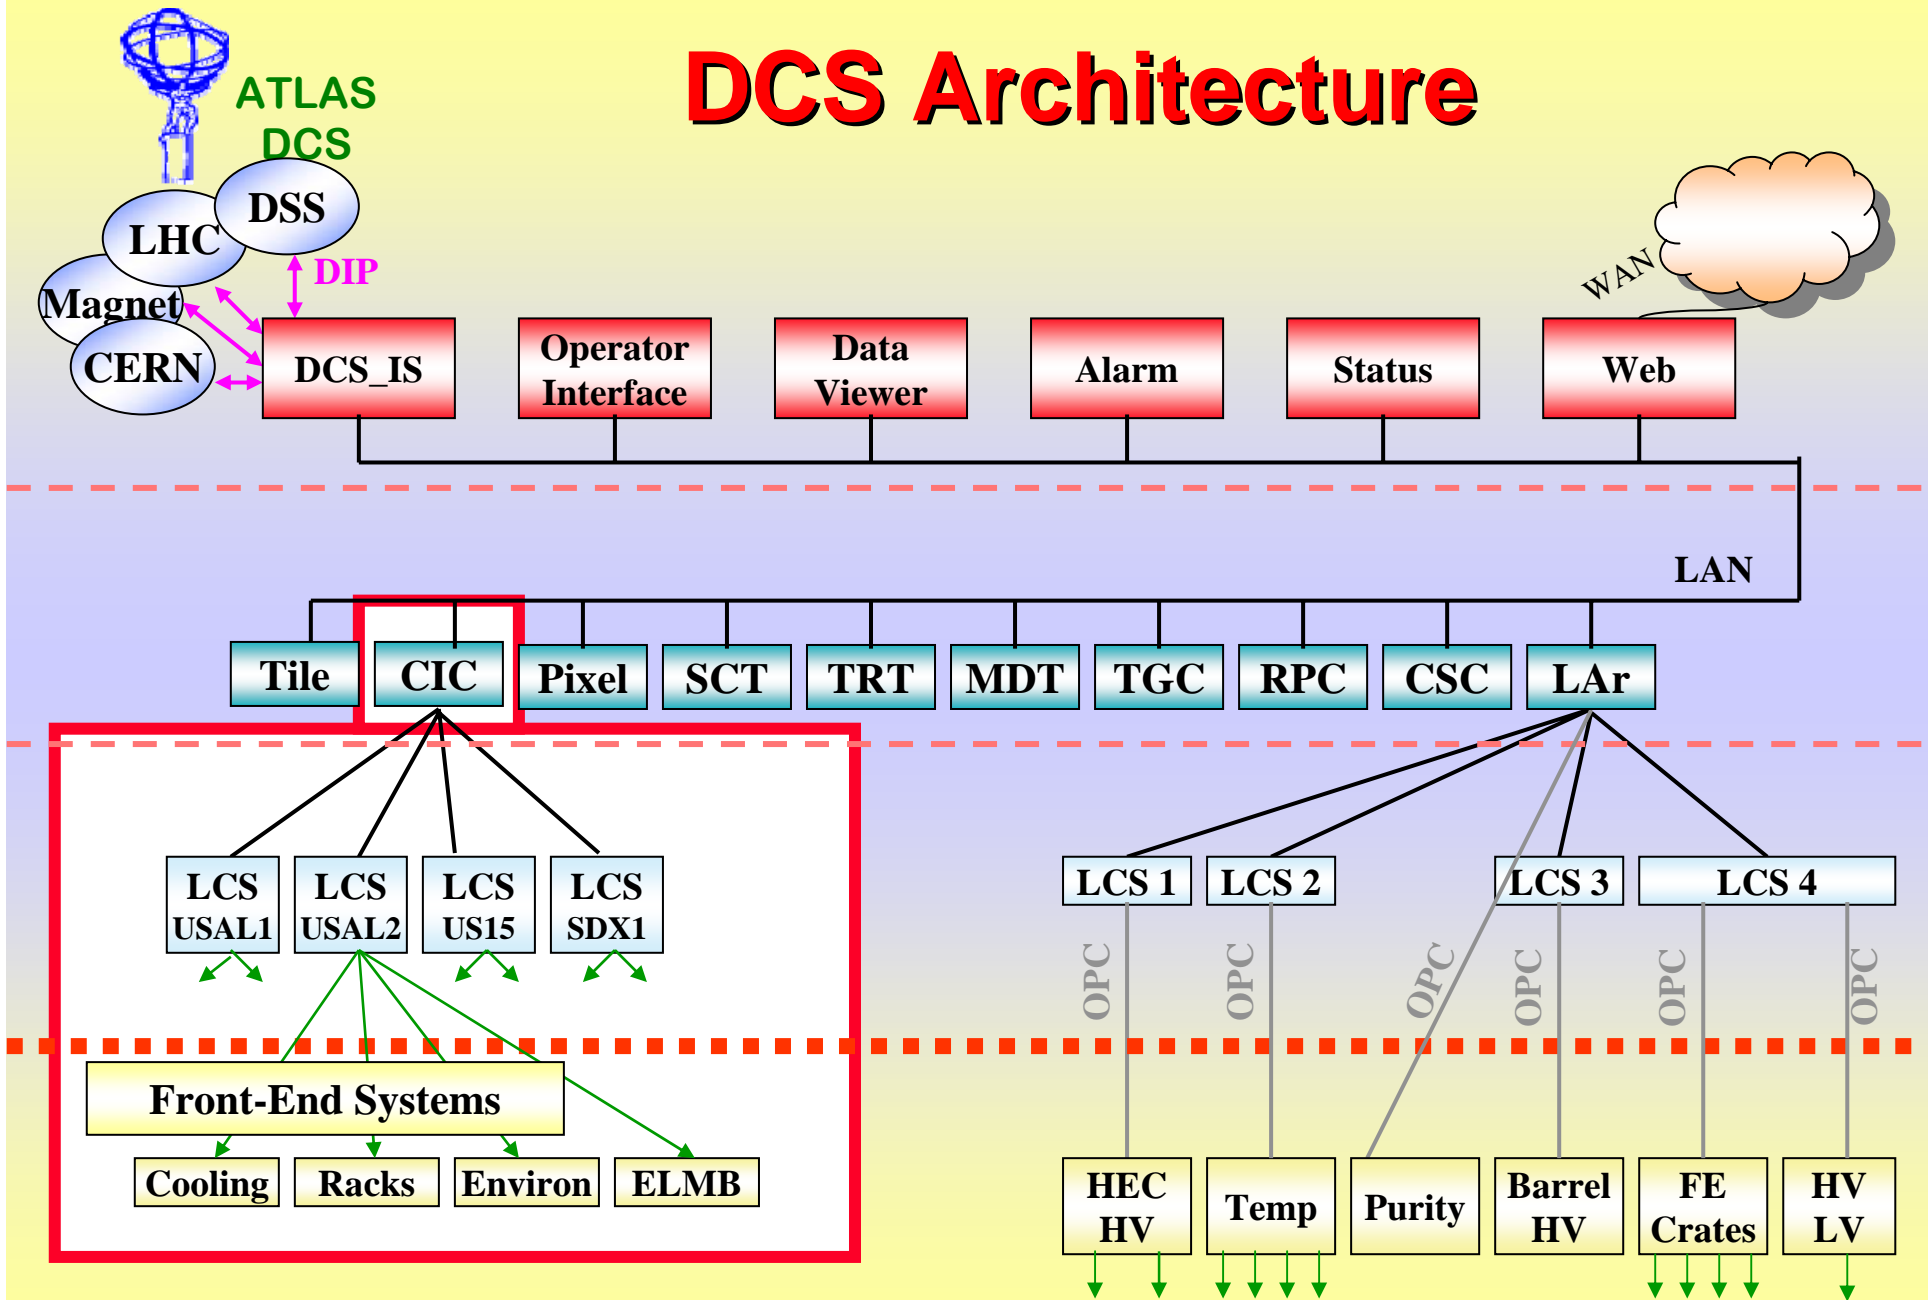 DCS Architecture
ATLAS
DCS
DSS
LHC
Magnet
CERN
DIP
WAN
DCS_IS
Operator
Interface
Data
Viewer
Alarm
Status
Web
LAN
Tile
CIC
Pixel
SCT
TRT
MDT
TGC
RPC
CSC
LAr
LCS
USAL1
LCS
USAL2
LCS
US15
LCS
SDX1
LCS 1
LCS 2
LCS 3
LCS 4
OPC
OPC
OPC
OPC
OPC
OPC
Front-End Systems
Cooling
Racks
Environ
ELMB
HEC
HV
Temp
Purity
Barrel
HV
FE
Crates
HV
LV